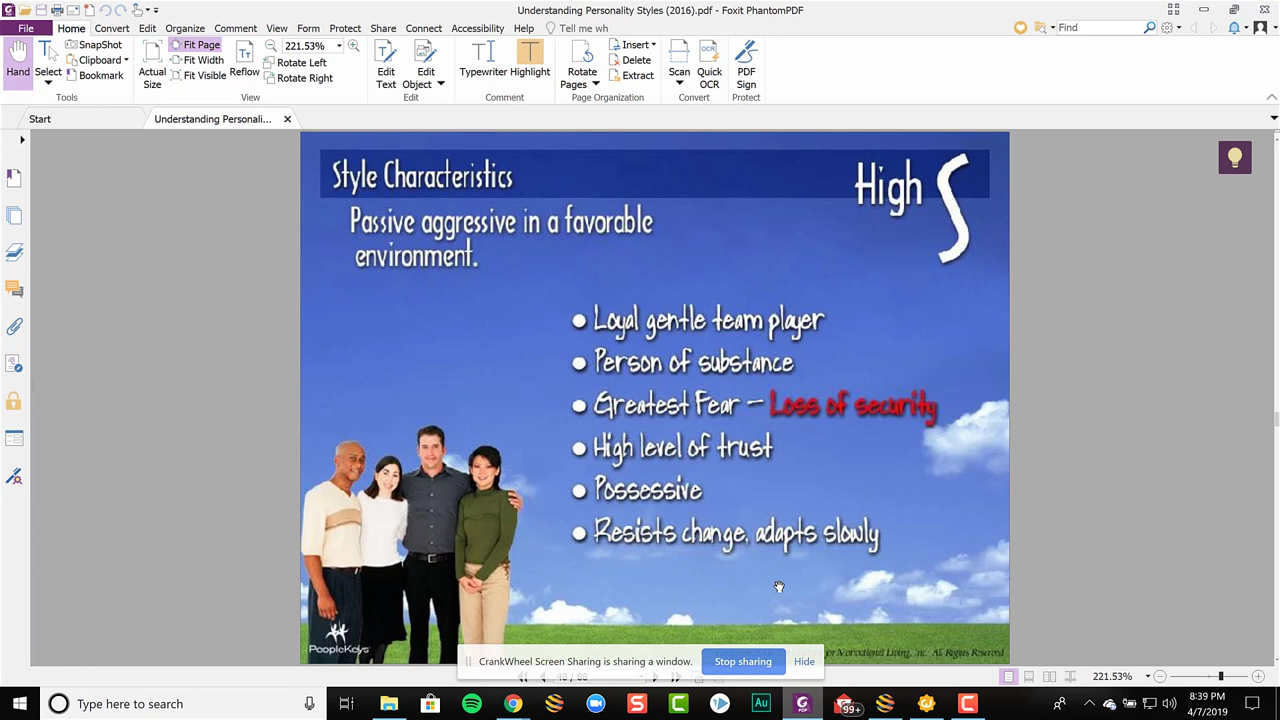 Understanding Personality Styles (2016).pdf - Foxit PhantomPDF
File Home Convert Edit Organize Comment View Form Protect Share Connect Accessibility Help Tell me wh Find
SnapShot Fit Page 221.53% Insert
Clipboard Fit Width Rotate Left Delete
Bookmark Fit Visible Rotate Right Extract
Hand Select Actual Size Reflow Edit Text Edit Object Typewriter Highlight Rotate Pages Scan Quick OCR PDF Sign
Tools View Edit Comment Page Organization Convert Protect
Start Understanding Personali...
Style Characteristics High S
Passive aggressive in a favorable
environment.
Loyal gentle team player
Person of substance
Greatest Fear – Loss of security
High level of trust
Possessive
Resists change, adapts slowly
PeopleKeys
for Motivational Living, Inc. All Rights Reserved
CrankWheel Screen Sharing is sharing a window. Stop sharing Hide
221.53%
Type here to search
99+
8:39 PM
4/7/2019